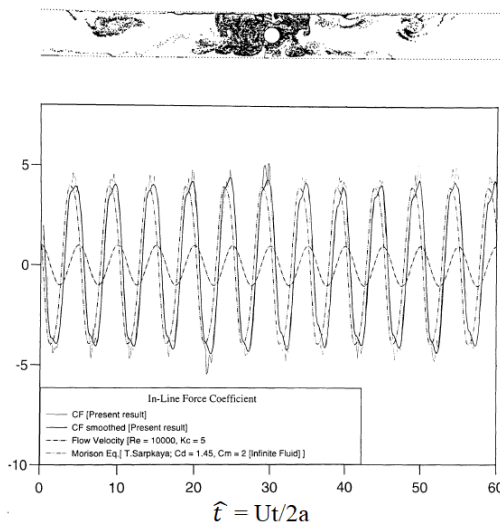 5
0
-5
In-Line Force Coefficient
CF [Present result]
CF smoothed [Present result]
Flow Velocity [Re = 10000, Kc = 5
Morison Eq.[ T.Sarpkaya; Cd = 1.45, Cm = 2 [Infinite Fluid] ]
-10
0 10 20 30 40 50 60
t̂ = Ut/2a